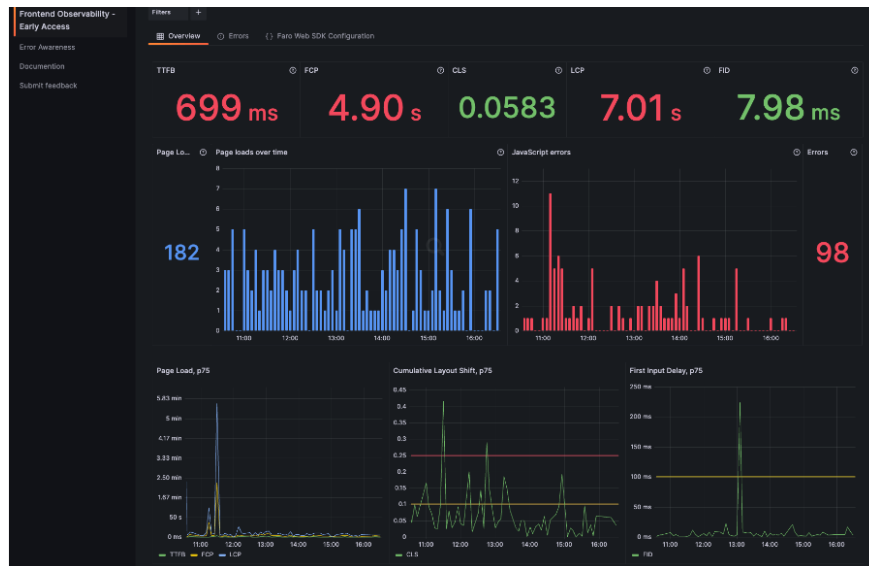 Frontend Observability -
Early Access
Error Awareness
Documention
Submit feedback
Filters +
Overview Errors {} Faro Web SDK Configuration
TTFB FCP CLS LCP FID
699 ms 4.90 s 0.0583 7.01 s 7.98 ms
Page Lo... Page loads over time JavaScript errors Errors
182
98
8
7
6
5
4
3
2
1
0
11:00 12:00 13:00 14:00 15:00 16:00
12
10
8
6
4
2
0
11:00 12:00 13:00 14:00 15:00 16:00
Page Load, p75
5.83 min
5 min
4.17 min
3.33 min
2.50 min
1.67 min
50 s
0 ms
11:00 12:00 13:00 14:00 15:00 16:00
TTFB FCP LCP
Cumulative Layout Shift, p75
0.45
0.4
0.35
0.3
0.25
0.2
0.15
0.1
0.05
0
11:00 12:00 13:00 14:00 15:00 16:00
CLS
First Input Delay, p75
250 ms
200 ms
150 ms
100 ms
50 ms
0 ms
11:00 12:00 13:00 14:00 15:00 16:00
FID